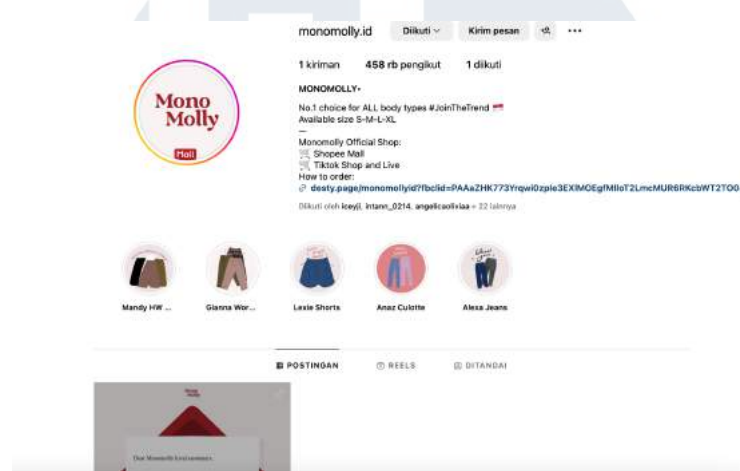 monomolly.id Diikuti Kirim pesan
1 kiriman 458 rb pengikut 1 diikuti
MONOMOLLY•
No.1 choice for ALL body types #JoinTheTrend
Available size S-M-L-XL
—
Monomolly Official Shop:
Shopee Mall
Tiktok Shop and Live
How to order:
desty.page/monomollyid?fbclid=PAAaZHK773Yrqwi0zpie3EXIMOEgfMlloT2LmcMUR6RKcbWT2TOG
Diikuti oleh iceyjl, intann_0214, angelicaolixiaa + 22 lainnya
Mono
Molly
Mall
Mandy HW ... Gianna Wor... Lexie Shorts Anaz Culotte Alexa Jeans
POSTINGAN REELS DITANDAI
Mono
Molly
Dear Monomolly loyal customers,